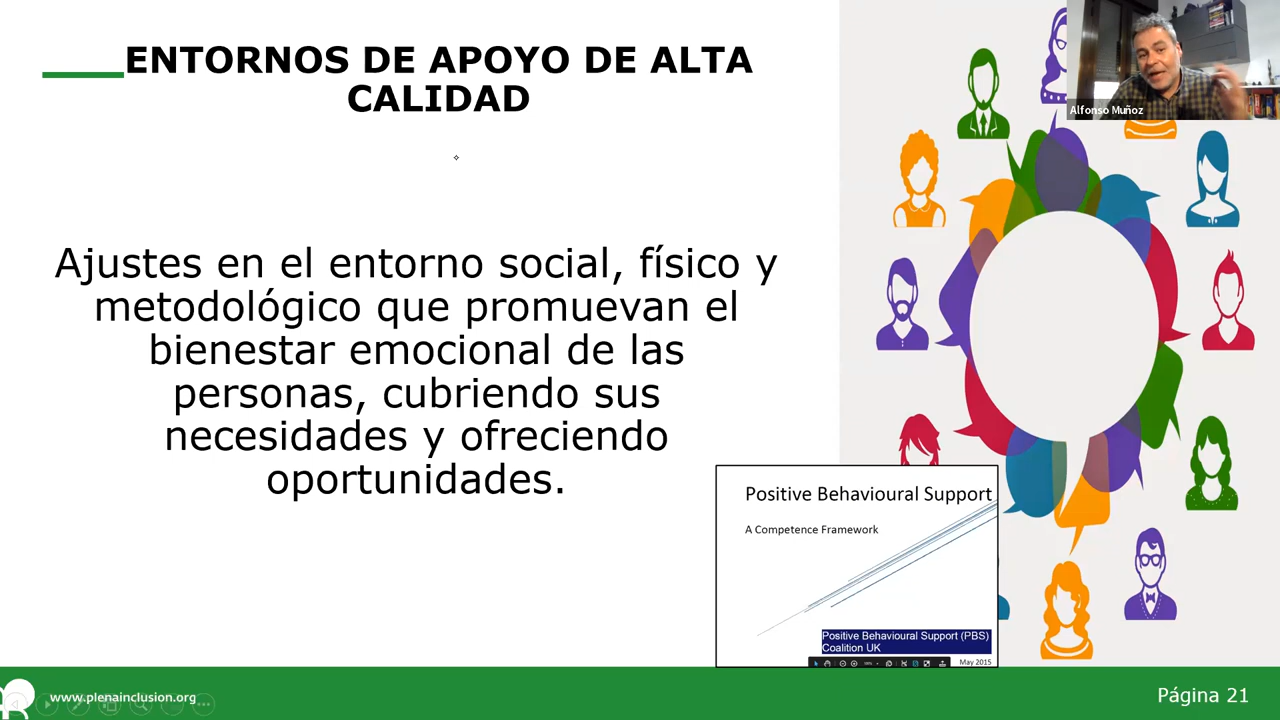 ENTORNOS DE APOYO DE ALTA
CALIDAD
Alfonso Muñoz
Ajustes en el entorno social, físico y
metodológico que promuevan el
bienestar emocional de las
personas, cubriendo sus
necesidades y ofreciendo
oportunidades.
Positive Behavioural Support
A Competence Framework
Positive Behavioural Support (PBS)
Coalition UK
May 2015
www.plenainclusion.org
Página 21